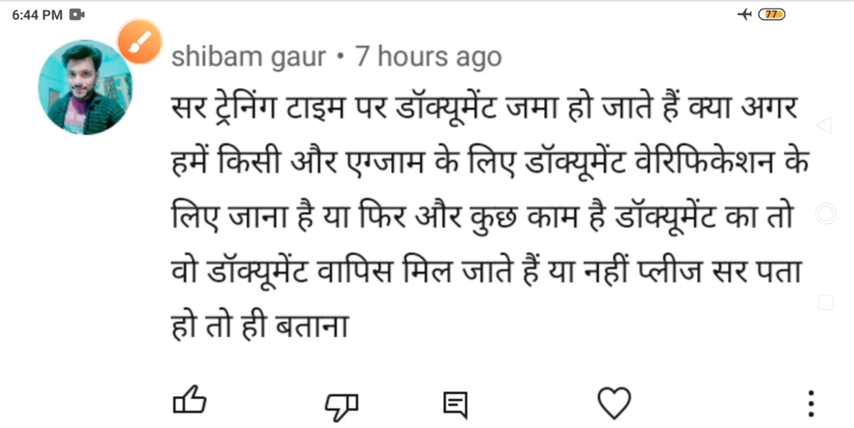 6:44 PM
77
shibam gaur • 7 hours ago
सर ट्रेनिंग टाइम पर डॉक्यूमेंट जमा हो जाते हैं क्या अगर
हमें किसी और एग्जाम के लिए डॉक्यूमेंट वेरिफिकेशन के
लिए जाना है या फिर और कुछ काम है डॉक्यूमेंट का तो
वो डॉक्यूमेंट वापिस मिल जाते हैं या नहीं प्लीज सर पता
हो तो ही बताना